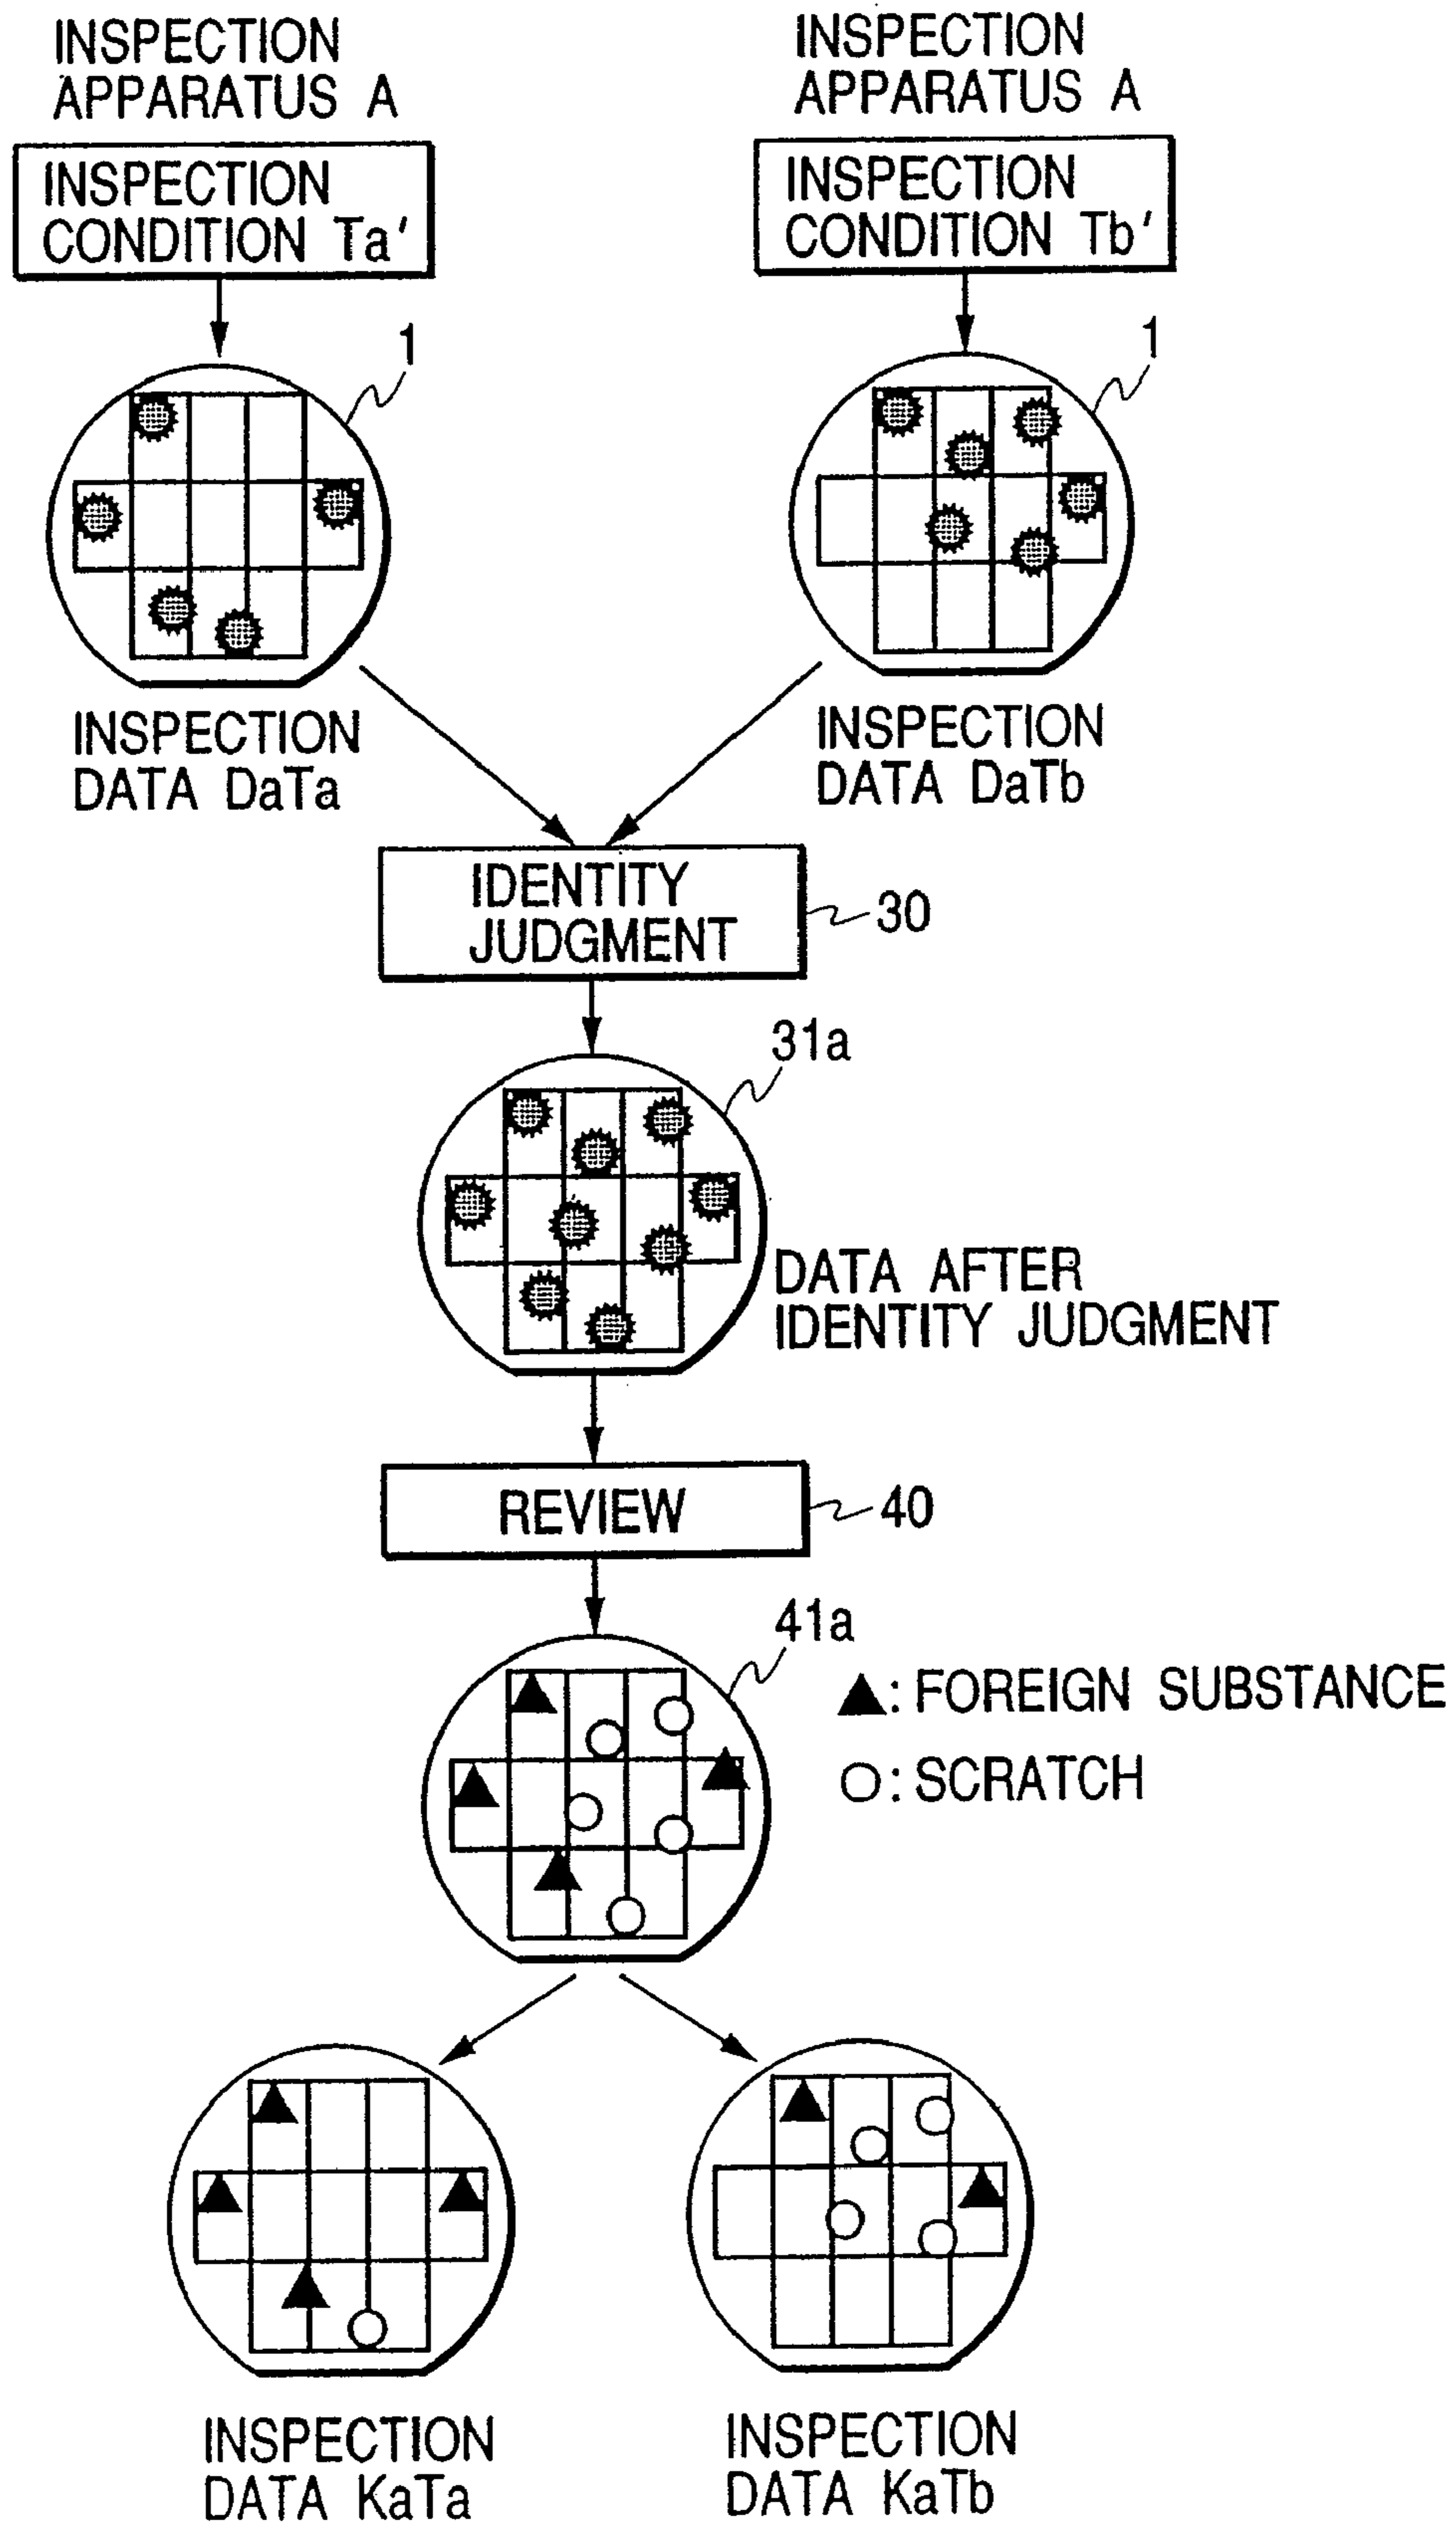 INSPECTION
APPARATUS A
INSPECTION
APPARATUS A
INSPECTION
CONDITION Ta'
INSPECTION
CONDITION Tb'
1
1
INSPECTION
DATA DaTa
INSPECTION
DATA DaTb
IDENTITY
JUDGMENT
30
31a
DATA AFTER
IDENTITY JUDGMENT
REVIEW
40
41a
▲: FOREIGN SUBSTANCE
○: SCRATCH
INSPECTION
DATA KaTa
INSPECTION
DATA KaTb